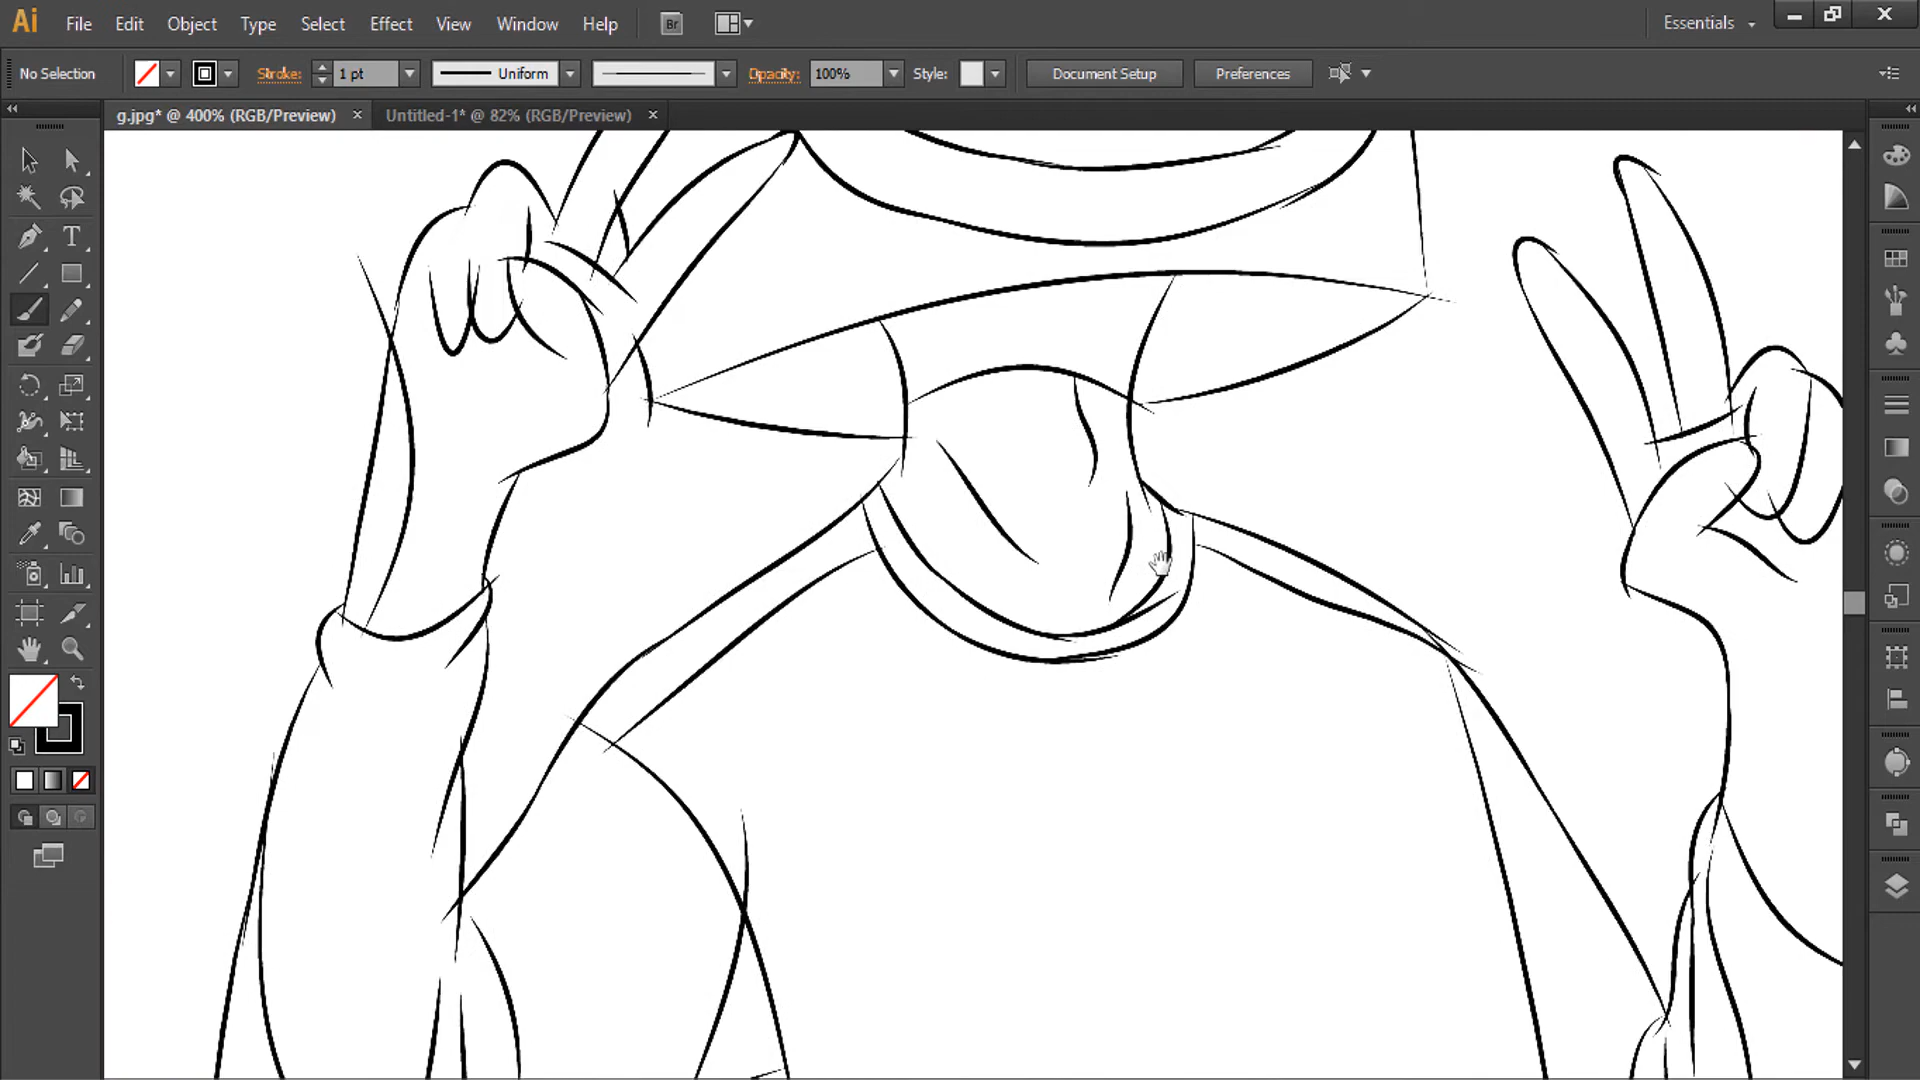 Ai File Edit Object Type Select Effect View Window Help Br Essentials
No Selection Stroke: 1 pt Uniform Opacity: 100% Style: Document Setup Preferences
g.jpg* @ 400% (RGB/Preview) × Untitled-1* @ 82% (RGB/Preview) ×
T